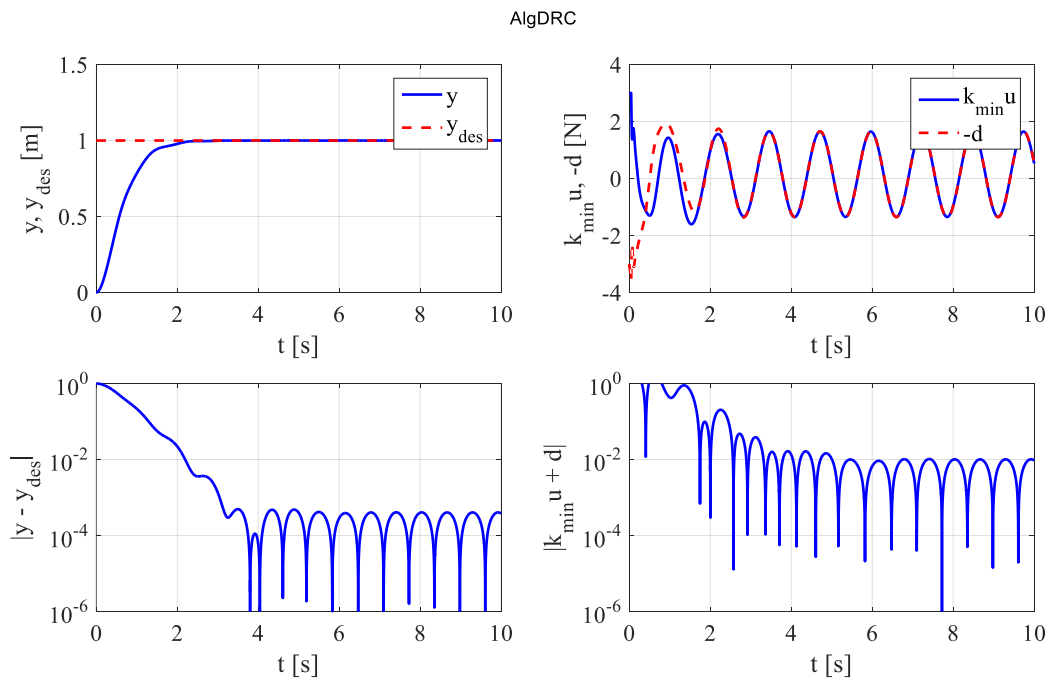 AlgDRC
y, y_des [m]
1.5
1
0.5
0
0 2 4 6 8 10
t [s]
y
y_des
k_min u, -d [N]
4
2
0
-2
-4
0 2 4 6 8 10
t [s]
k_min u
-d
|y - y_des|
10^0
10^-2
10^-4
10^-6
0 2 4 6 8 10
t [s]
|k_min u + d|
10^0
10^-2
10^-4
10^-6
0 2 4 6 8 10
t [s]